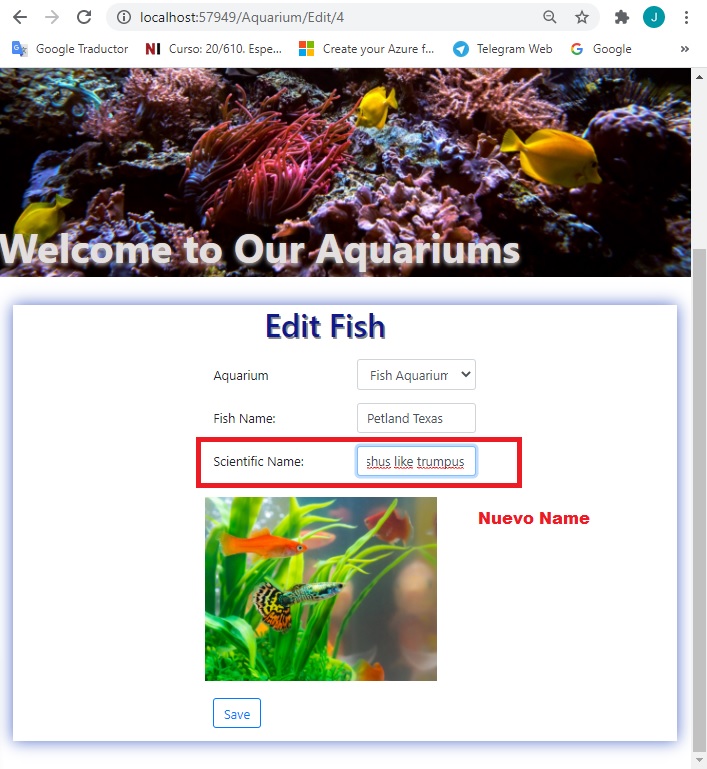 localhost:57949/Aquarium/Edit/4
J
Google Traductor
NI Curso: 20/610. Espe...
Create your Azure f...
Telegram Web
G Google
»
Welcome to Our Aquariums
Edit Fish
Aquarium
Fish Aquarium
Fish Name:
Petland Texas
Scientific Name:
shus like trumpus
Nuevo Name
Save